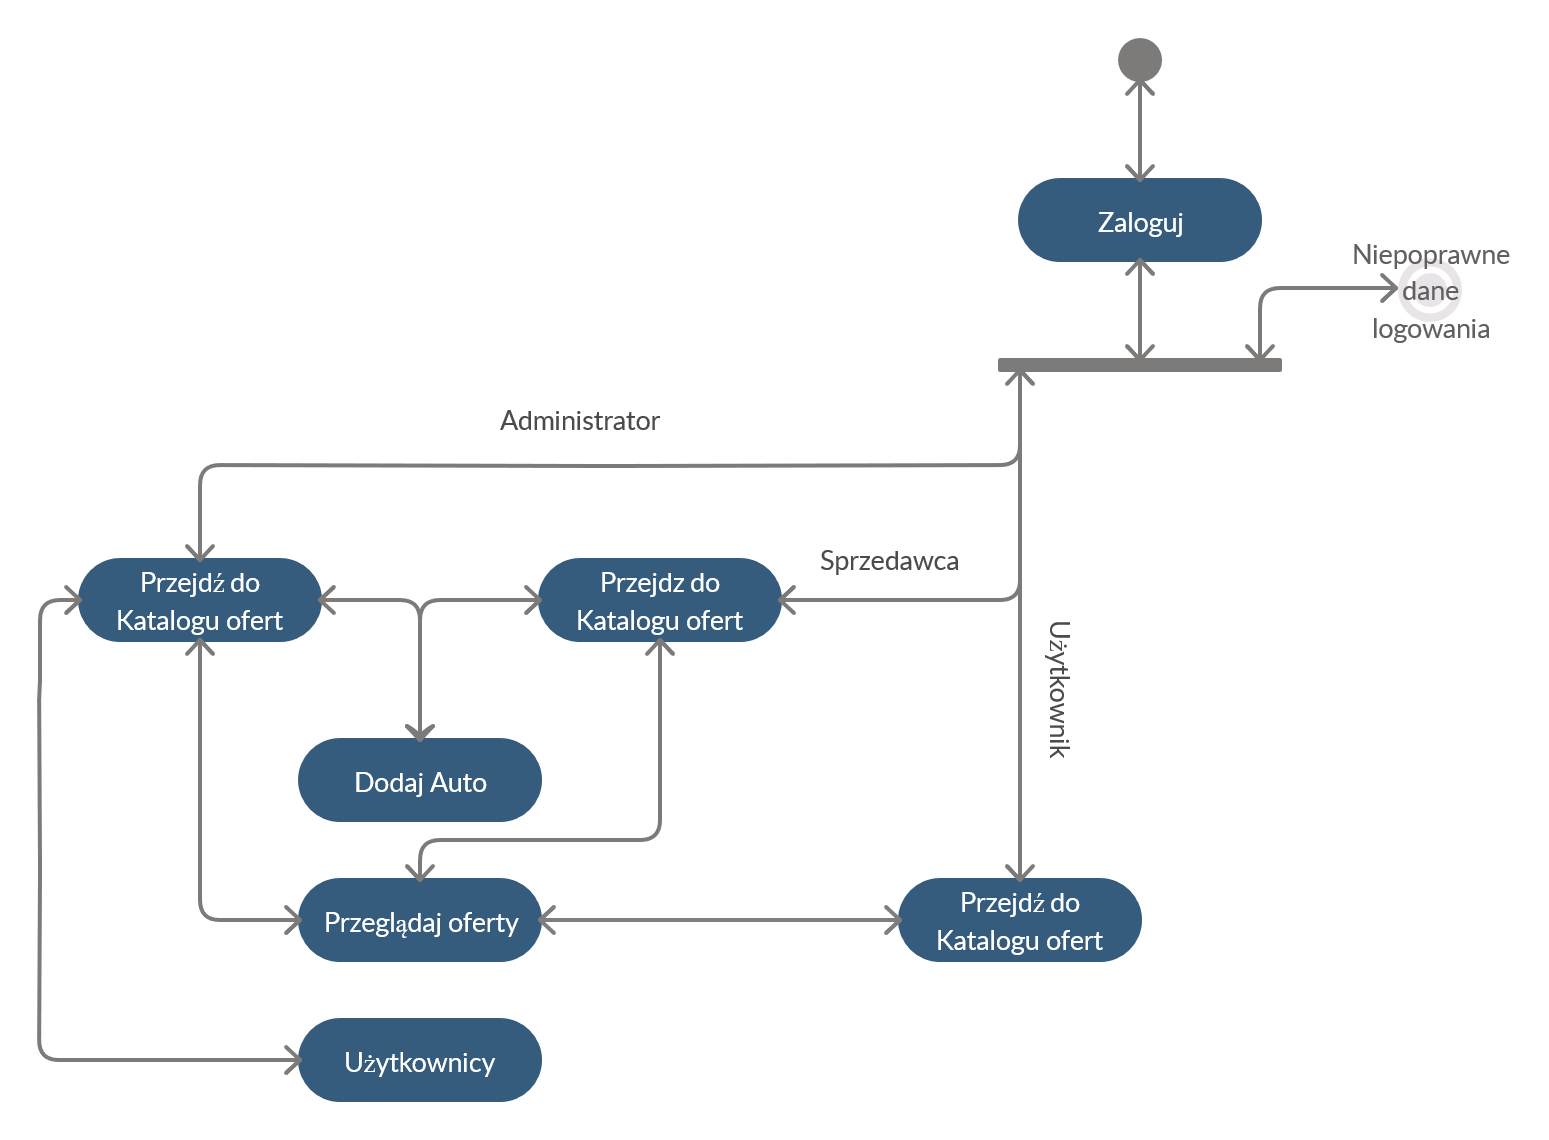 Zaloguj
Niepoprawne
dane
logowania
Administrator
Sprzedawca
Przejdź do
Katalogu ofert
Przejdz do
Katalogu ofert
Użytkownik
Dodaj Auto
Przeglądaj oferty
Przejdź do
Katalogu ofert
Użytkownicy